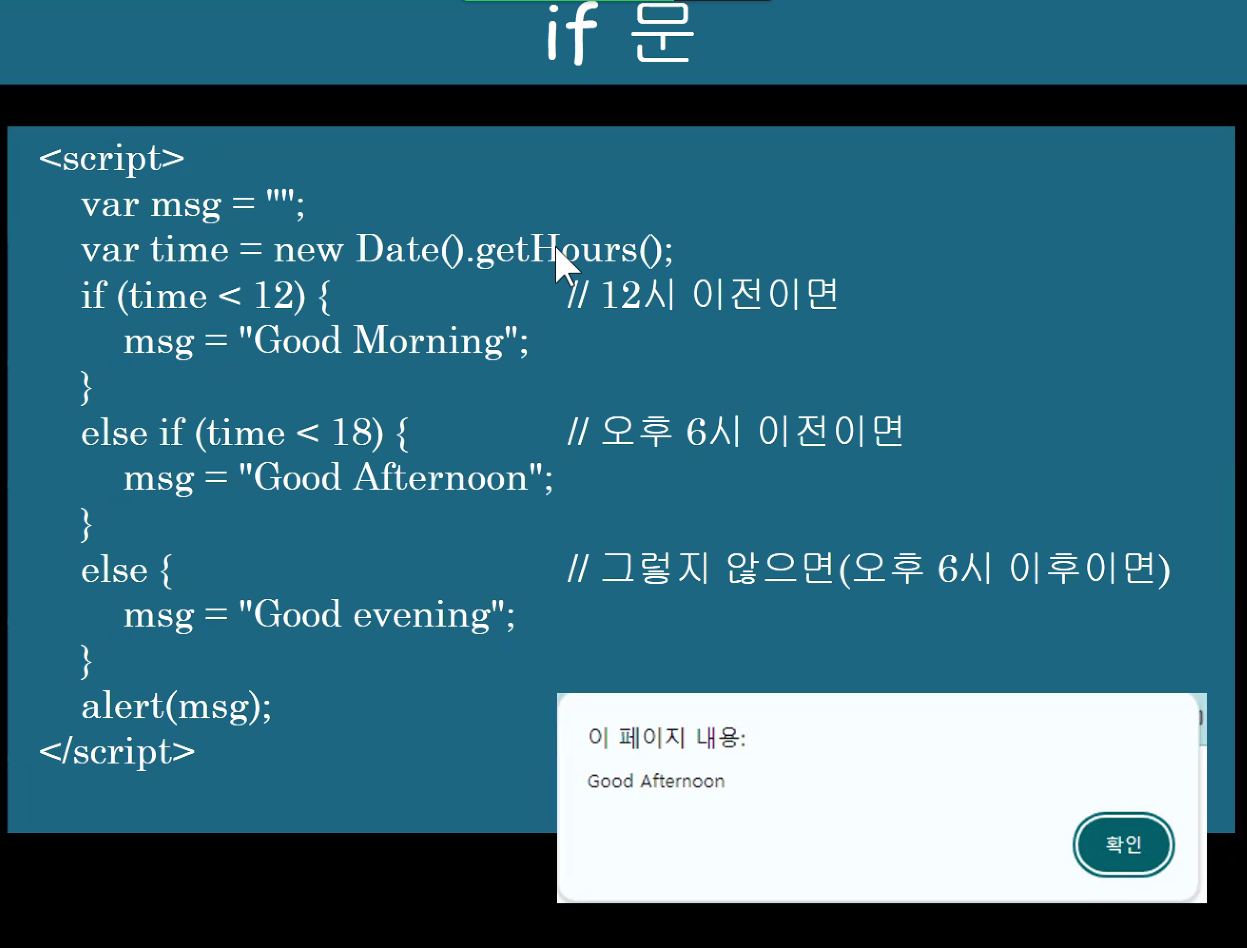 if 문
<script>
var msg = "";
var time = new Date().getHours();
if (time < 12) { // 12시 이전이면
msg = "Good Morning";
}
else if (time < 18) { // 오후 6시 이전이면
msg = "Good Afternoon";
}
else { // 그렇지 않으면(오후 6시 이후이면)
msg = "Good evening";
}
alert(msg);
</script>
이 페이지 내용:
Good Afternoon
확인